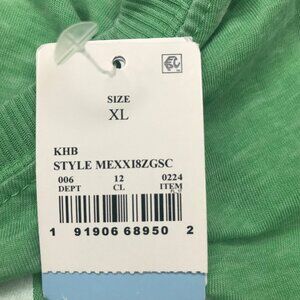 SIZE
XL
KHB
STYLE MEXXI8ZGSC
006 12 0224
DEPT CL ITEM
1 91906 68950 2